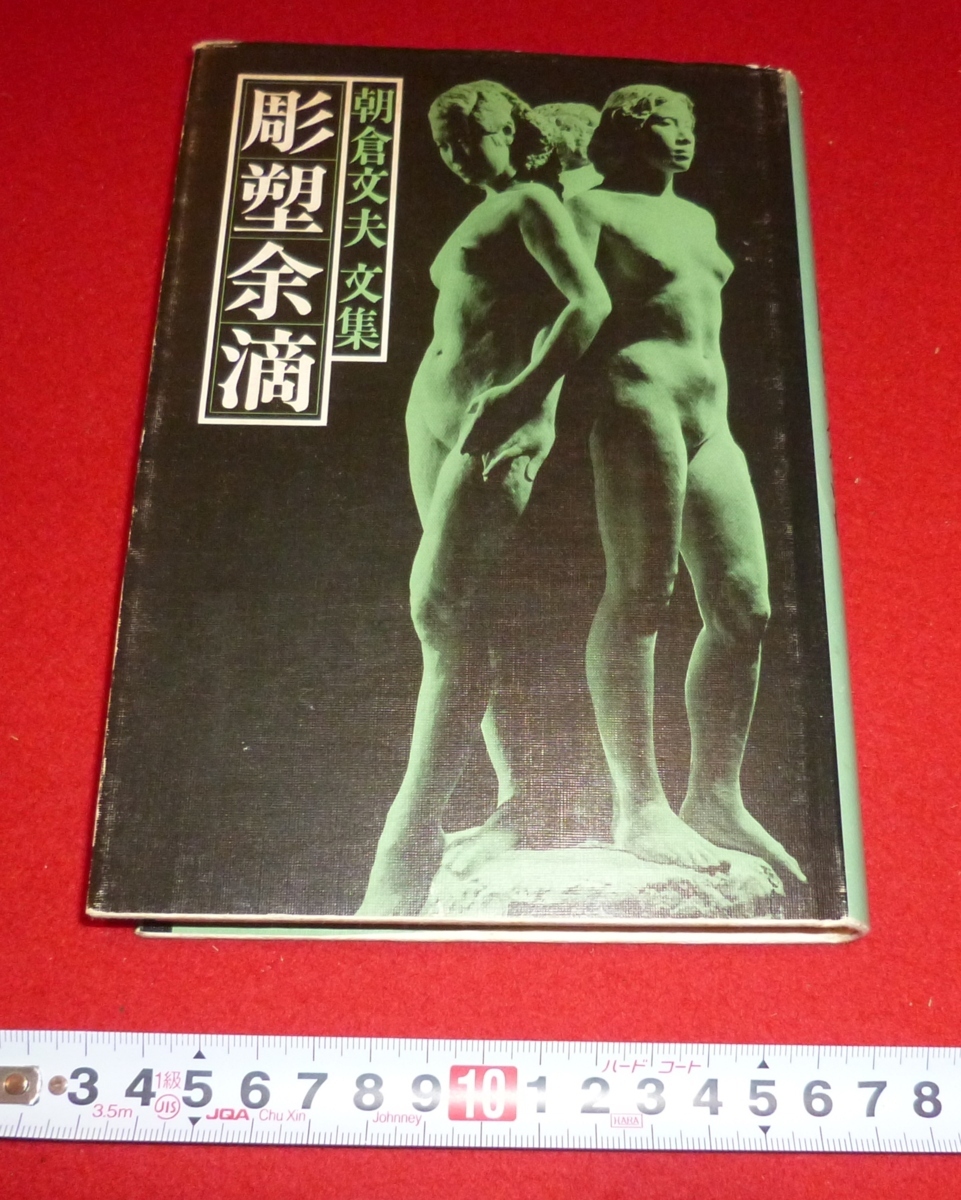 朝倉文夫 文集
彫塑余滴
3 4 5 6 7 8 9 10 1 2 3 4 5 6 7 8
3.5m 1級 JIS JQA Chu Xin Johnney HARA ハード コート